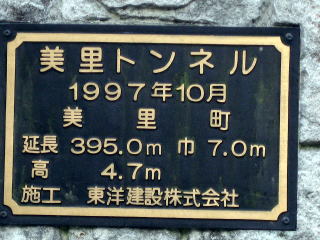 美里トンネル
1997年10月
美里町
延長 395.0m 巾 7.0m
高 4.7m
施工 東洋建設株式会社